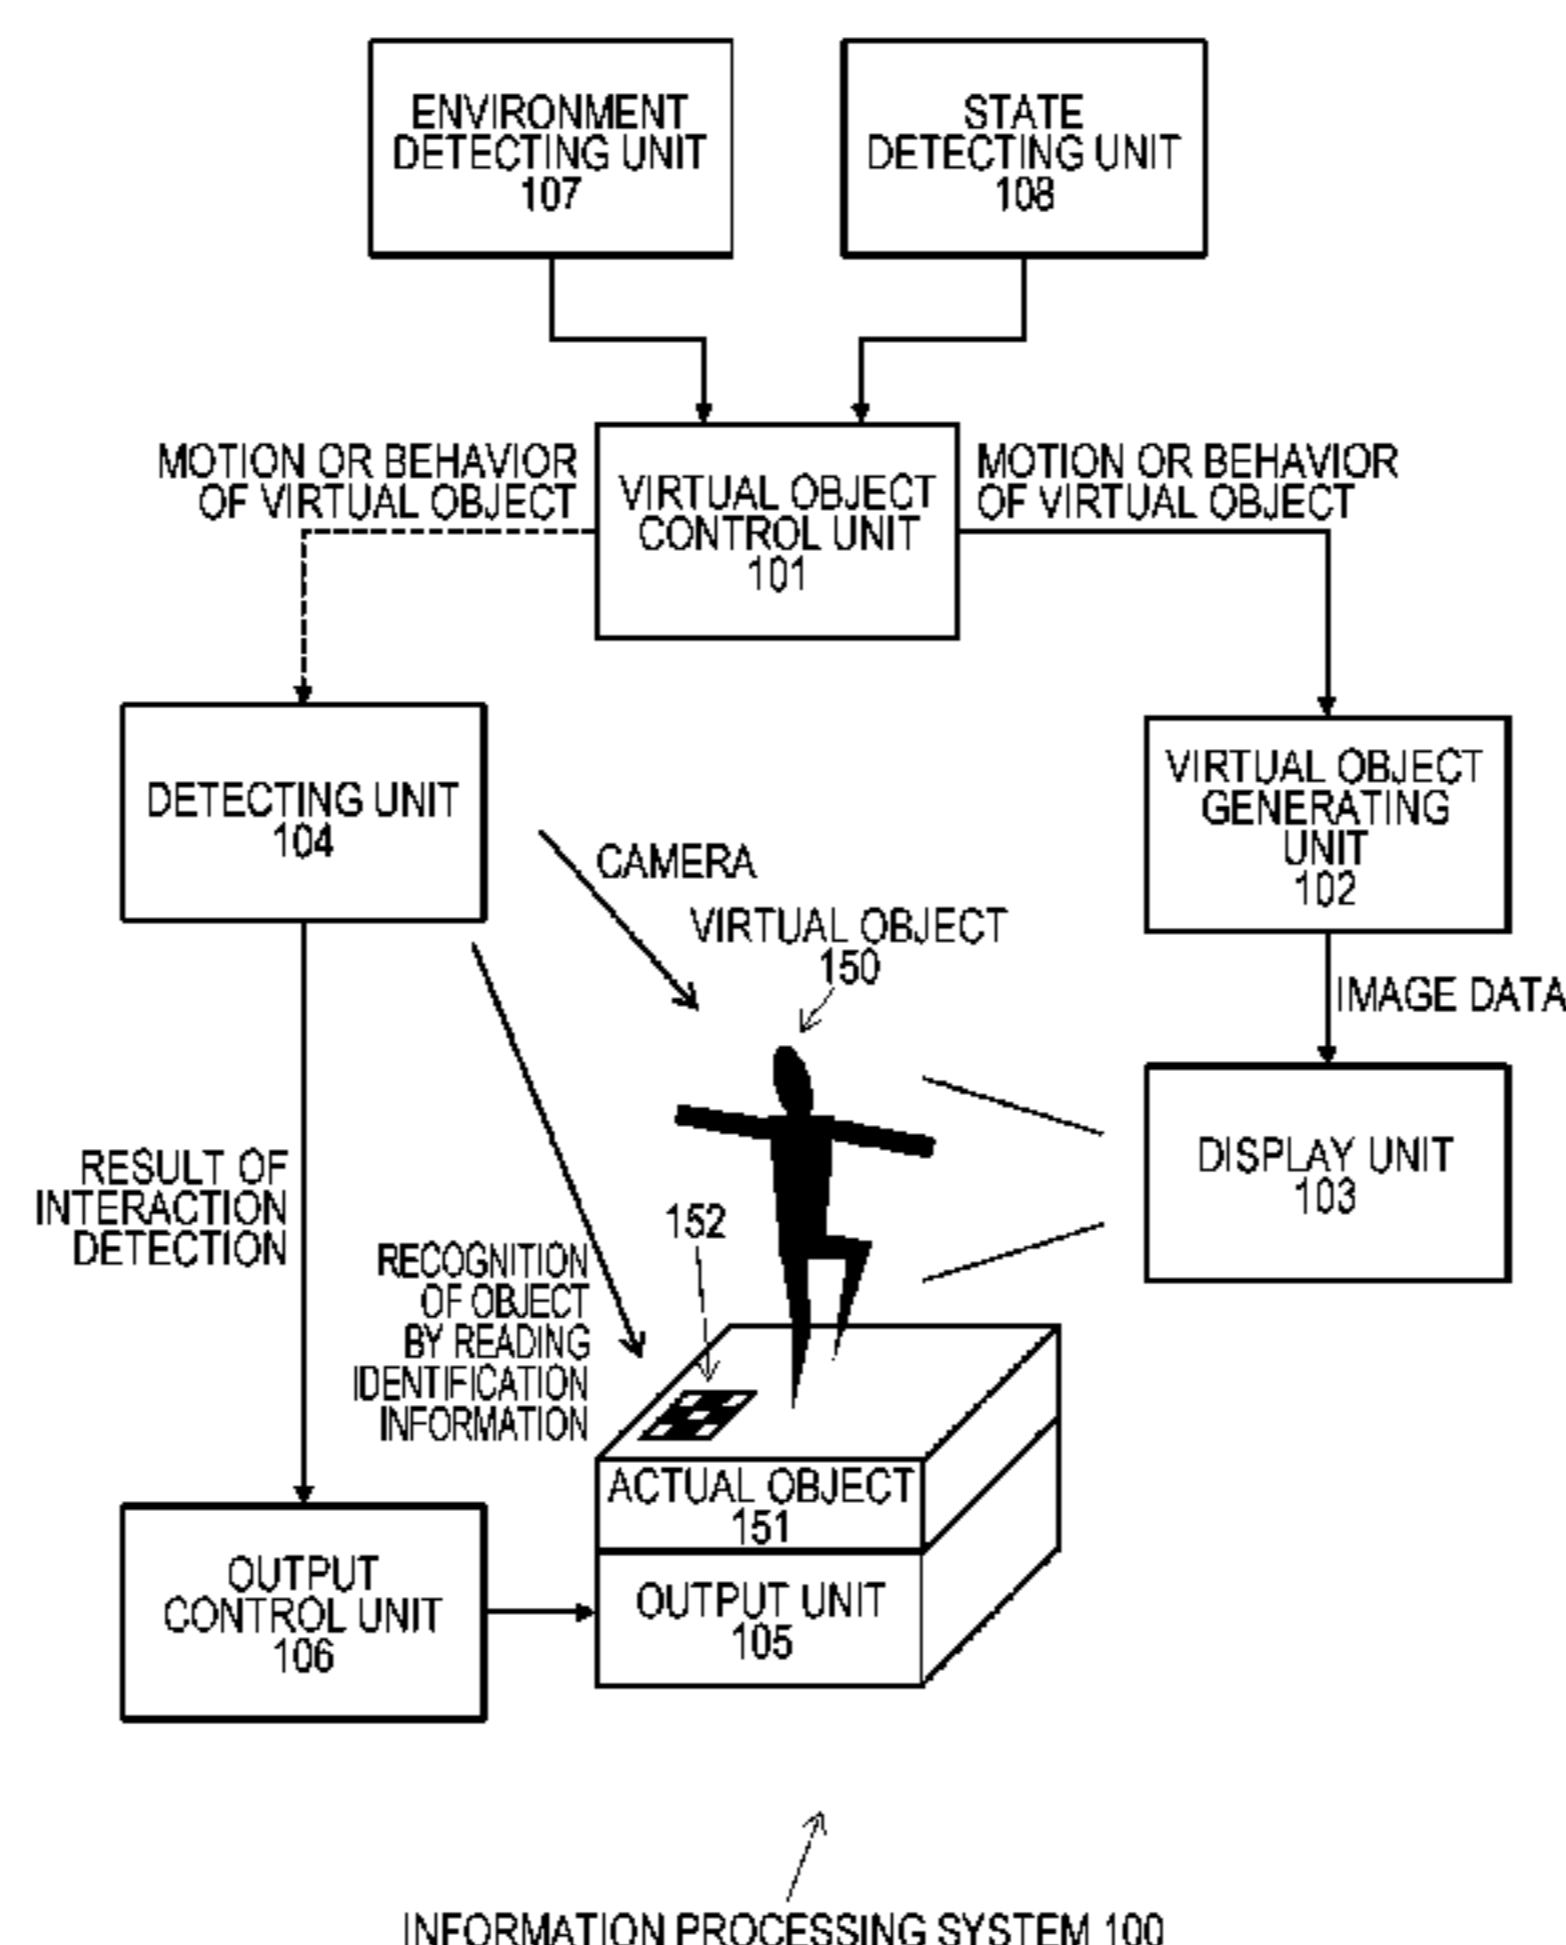 ENVIRONMENT
DETECTING UNIT
107
STATE
DETECTING UNIT
108
MOTION OR BEHAVIOR
OF VIRTUAL OBJECT
VIRTUAL OBJECT
CONTROL UNIT
101
MOTION OR BEHAVIOR
OF VIRTUAL OBJECT
DETECTING UNIT
104
VIRTUAL OBJECT
GENERATING
UNIT
102
CAMERA
VIRTUAL OBJECT
150
IMAGE DATA
DISPLAY UNIT
103
RESULT OF
INTERACTION
DETECTION
152
RECOGNITION
OF OBJECT
BY READING
IDENTIFICATION
INFORMATION
ACTUAL OBJECT
151
OUTPUT
CONTROL UNIT
106
OUTPUT UNIT
105
INFORMATION PROCESSING SYSTEM 100